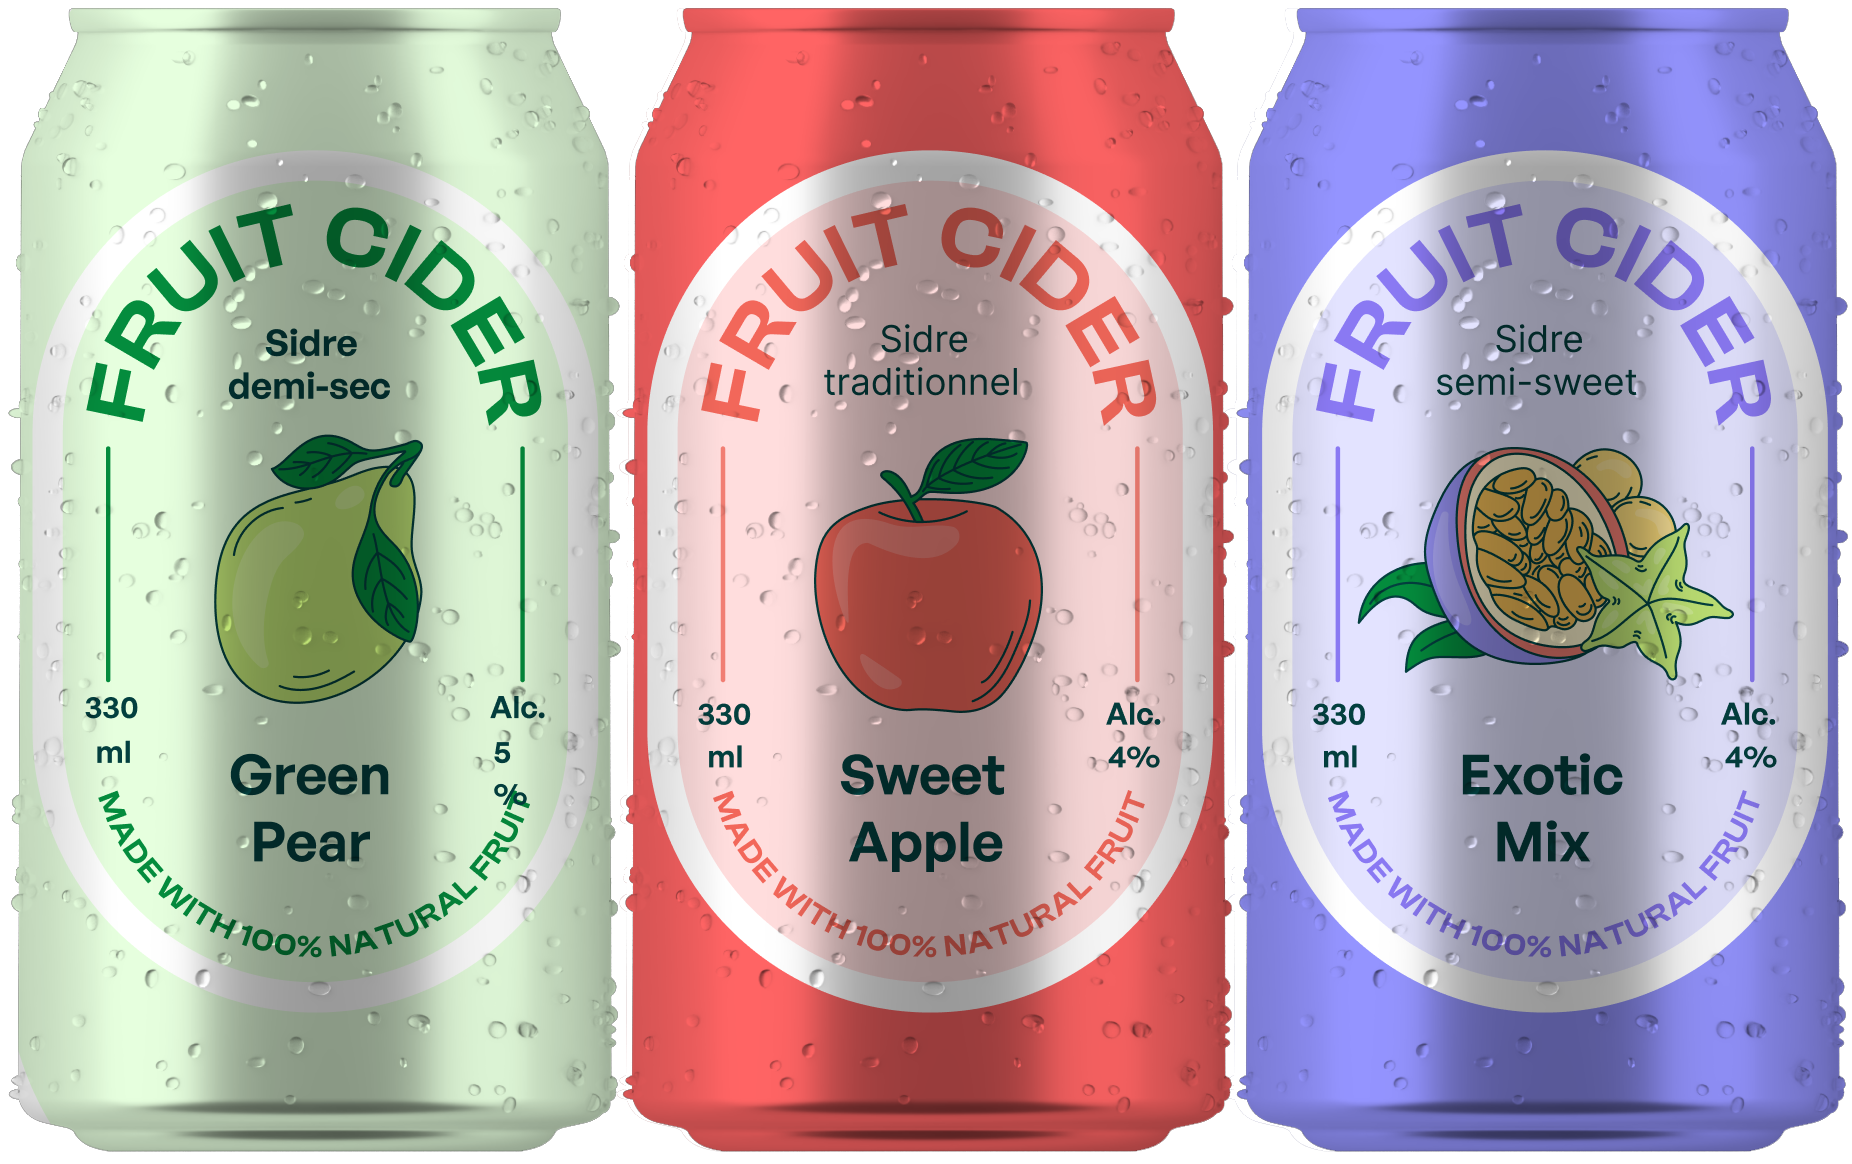 FRUIT CIDER
Sidre
demi-sec
330
ml
Alc.
5
%
Green
Pear
MADE WITH 100% NATURAL FRUIT
FRUIT CIDER
Sidre
traditionnel
330
ml
Alc.
4%
Sweet
Apple
MADE WITH 100% NATURAL FRUIT
FRUIT CIDER
Sidre
semi-sweet
330
ml
Alc.
4%
Exotic
Mix
MADE WITH 100% NATURAL FRUIT